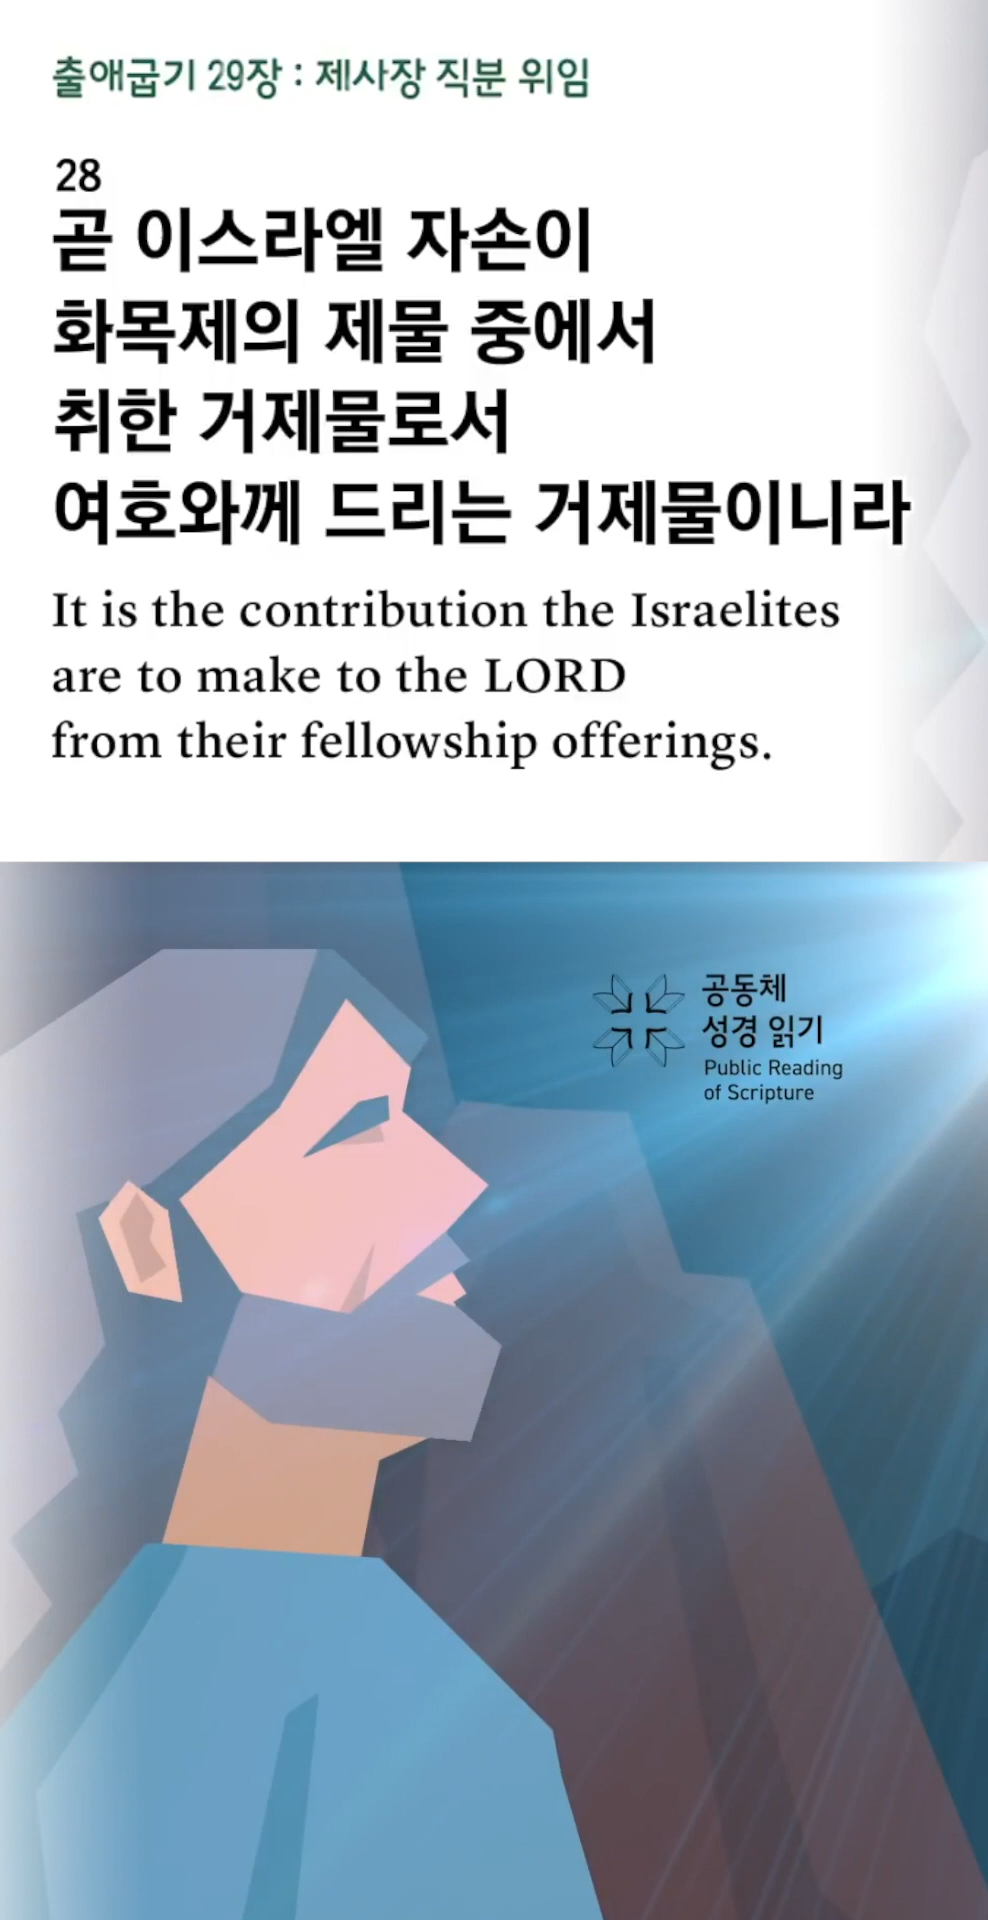 출애굽기 29장 : 제사장 직분 위임
28
곧 이스라엘 자손이
화목제의 제물 중에서
취한 거제물로서
여호와께 드리는 거제물이니라
It is the contribution the Israelites
are to make to the LORD
from their fellowship offerings.
공동체
성경 읽기
Public Reading
of Scripture